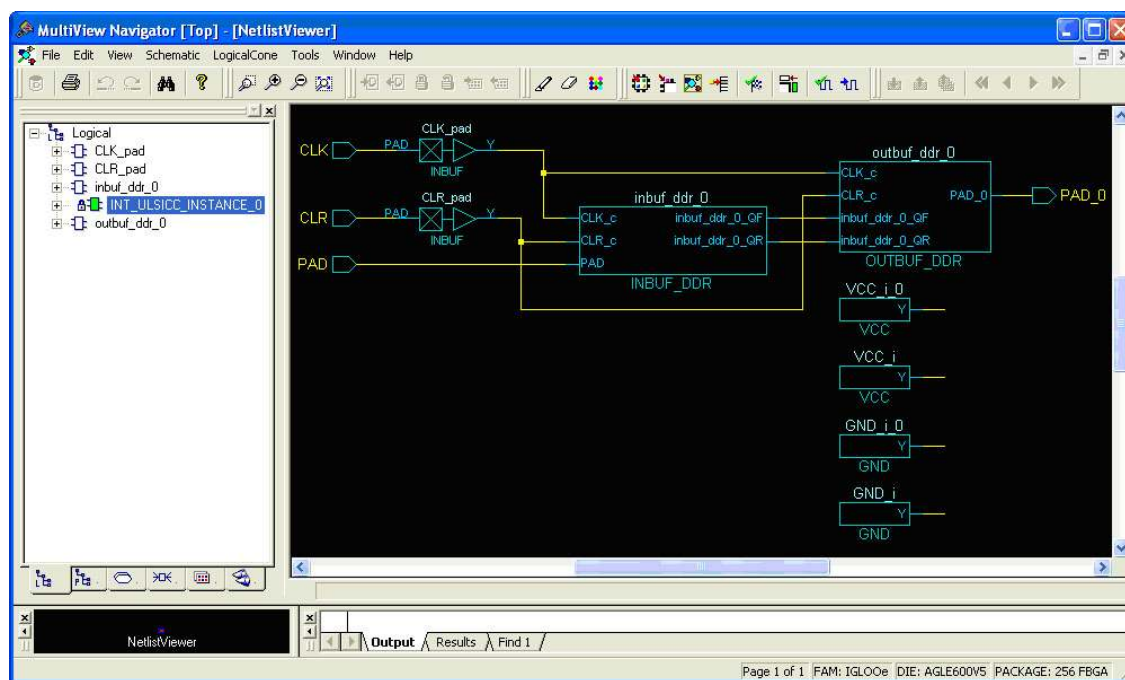 MultiView Navigator [Top] - [NetlistViewer]
File Edit View Schematic LogicalCone Tools Window Help
Logical
CLK_pad
CLR_pad
inbuf_ddr_0
INT_ULSICC_INSTANCE_0
outbuf_ddr_0
CLK_pad
CLK PAD Y
INBUF
CLR_pad
CLR PAD Y
INBUF
PAD
inbuf_ddr_0
CLK_c inbuf_ddr_0_QF
CLR_c inbuf_ddr_0_QR
PAD
INBUF_DDR
outbuf_ddr_0
CLK_c
CLR_c PAD_0 PAD_0
inbuf_ddr_0_QF
inbuf_ddr_0_QR
OUTBUF_DDR
VCC_i_0
Y
VCC
VCC_i
Y
VCC
GND_i_0
Y
GND
GND_i
Y
GND
NetlistViewer
Output Results Find 1
Page 1 of 1 FAM: IGLOOe DIE: AGLE600V5 PACKAGE: 256 FBGA